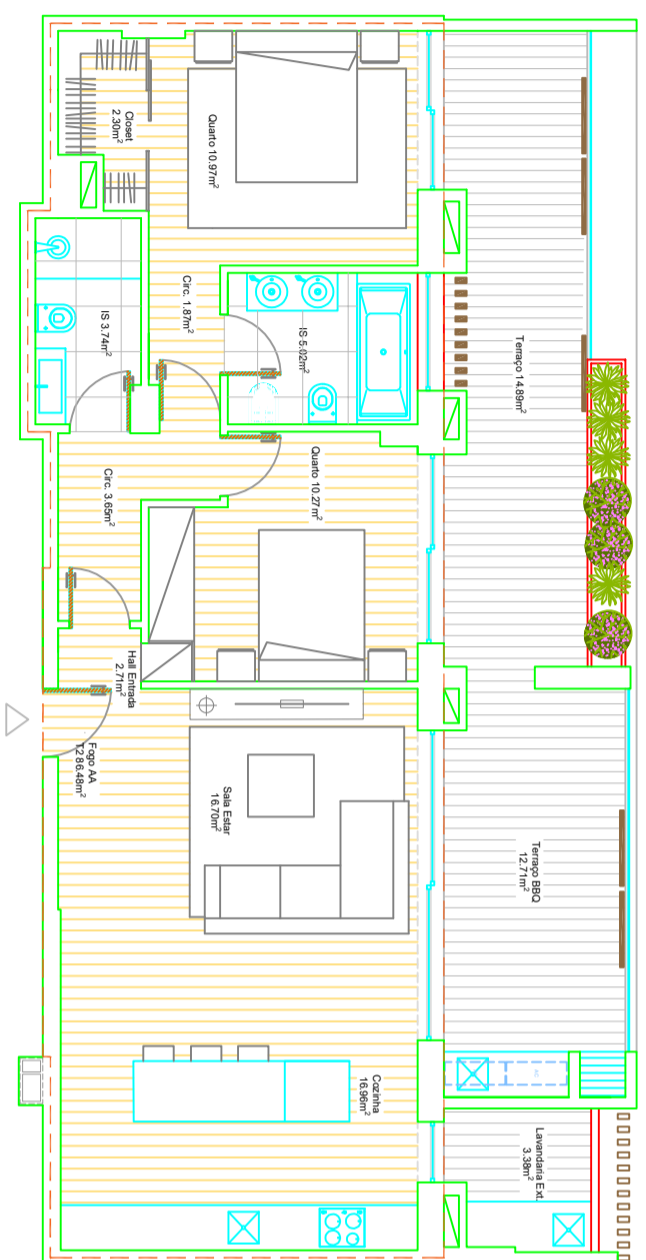 Closet
2.30m²
Quarto 10.97m²
Circ. 1.87m²
IS 3.74m²
IS 5.02m²
Terraço 14.89m²
Circ. 3.65m²
Quarto 10.27m²
Hall Entrada
2.71m²
Fogo AA
T2 86.48m²
Sala Estar
16.70m²
Terraço BBQ
12.71m²
Cozinha
16.96m²
AC
Lavandaria Ext.
3.38m²